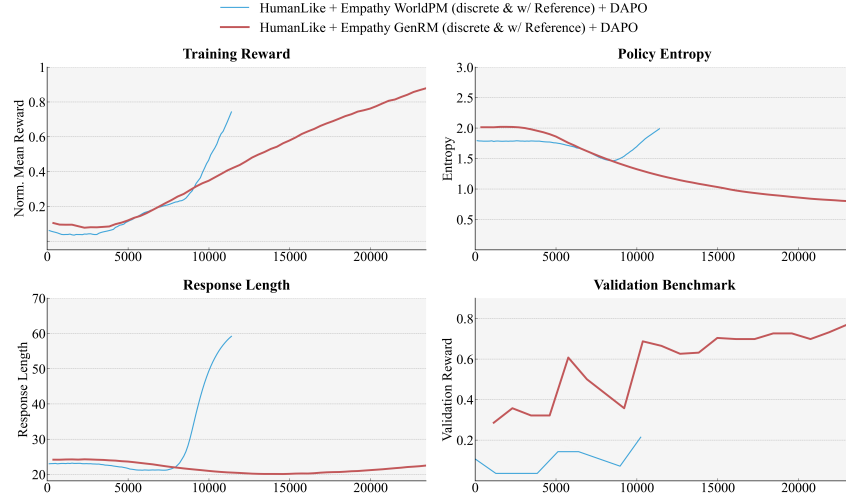 HumanLike + Empathy WorldPM (discrete & w/ Reference) + DAPO
HumanLike + Empathy GenRM (discrete & w/ Reference) + DAPO
Training Reward
Norm. Mean Reward
1
0.8
0.6
0.4
0.2
0 5000 10000 15000 20000
Policy Entropy
Entropy
3.0
2.5
2.0
1.5
1.0
0.5
0 5000 10000 15000 20000
Response Length
Response Length
70
60
50
40
30
20
0 5000 10000 15000 20000
Validation Benchmark
Validation Reward
0.8
0.6
0.4
0.2
0 5000 10000 15000 20000